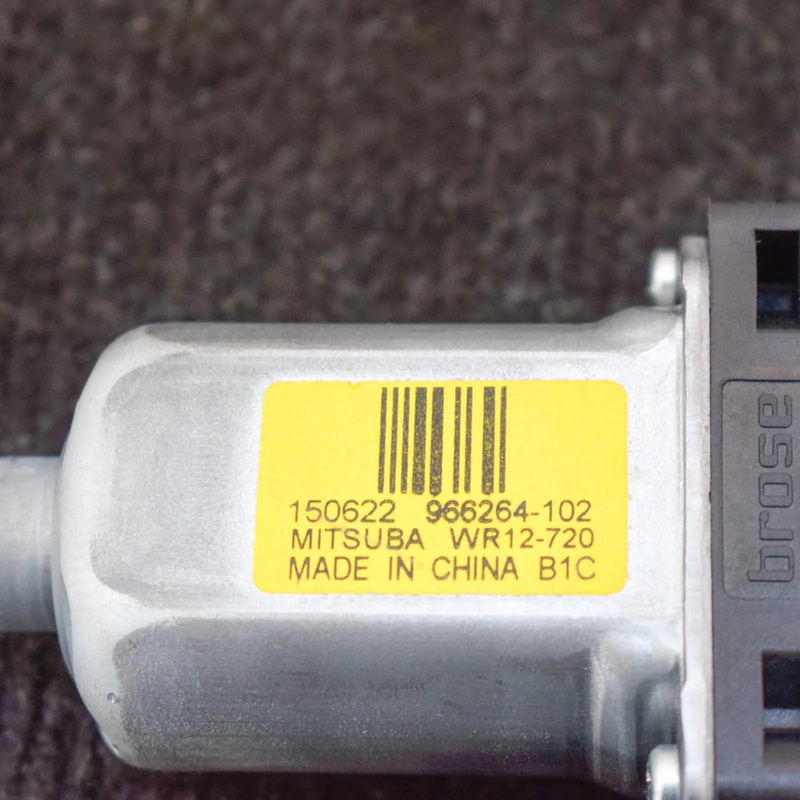 150622 966264-102
MITSUBA WR12-720
MADE IN CHINA B1C
brose